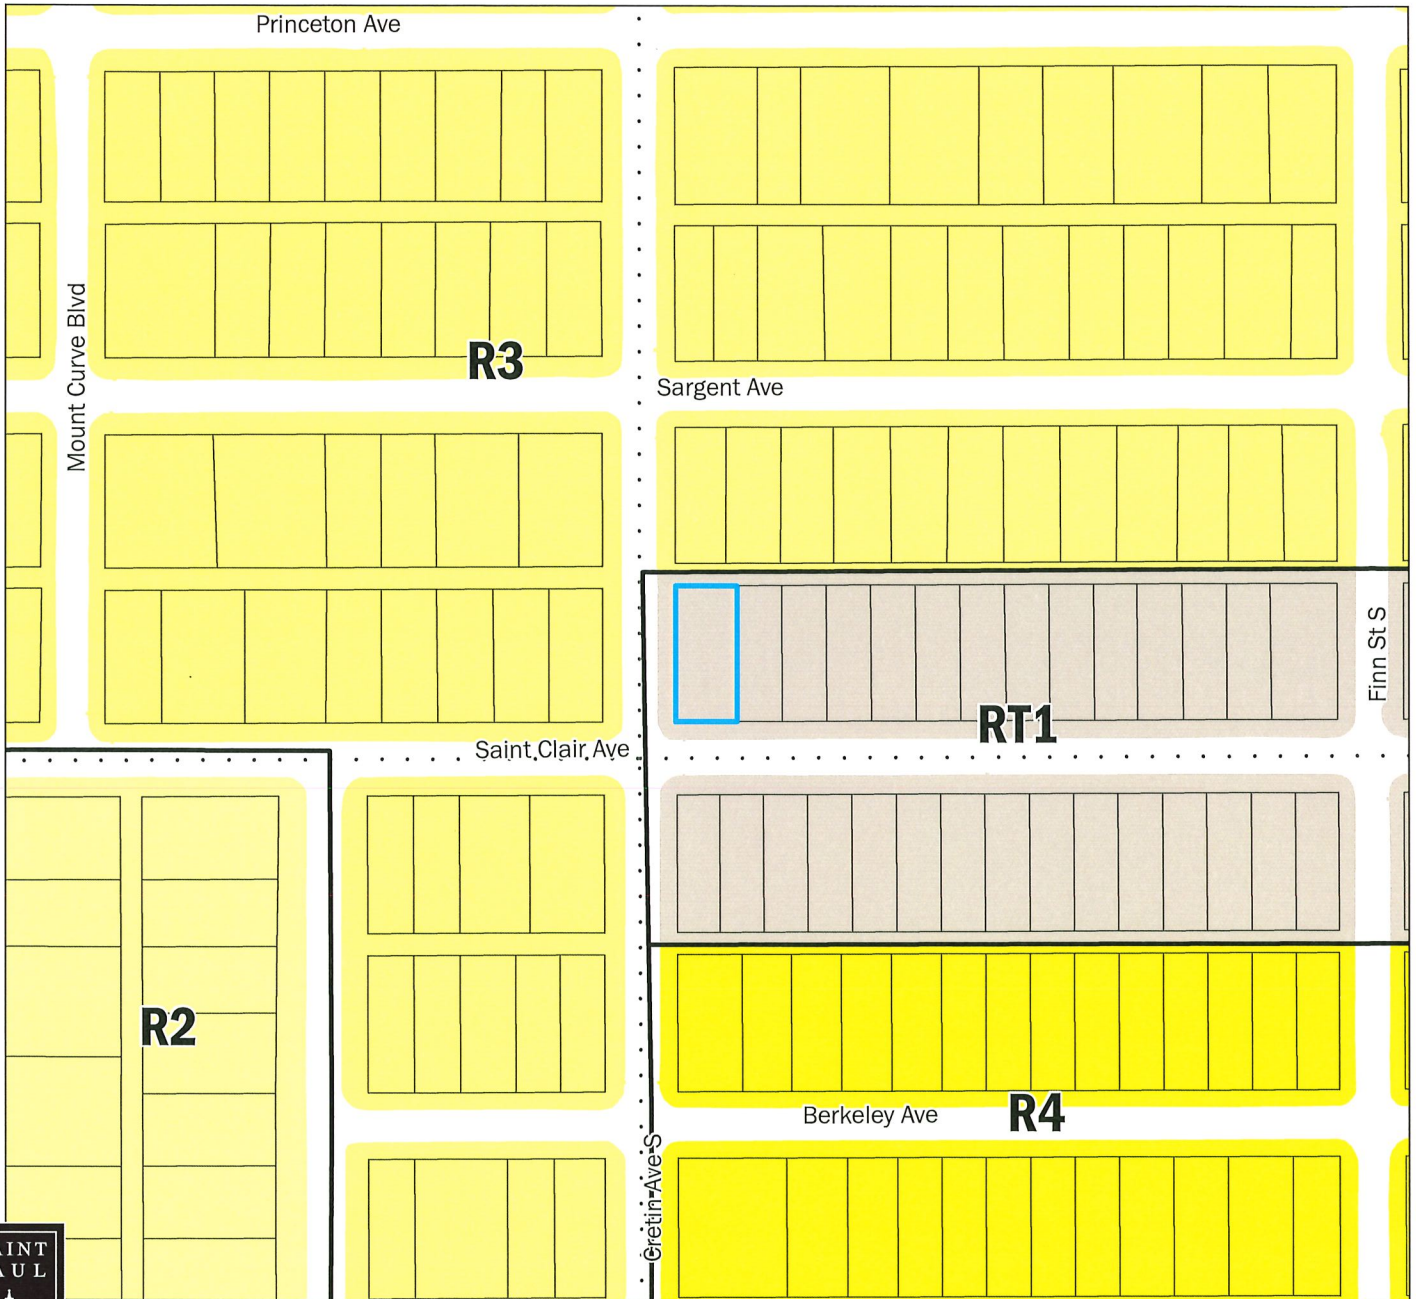 Princeton Ave
Mount Curve Blvd
R3
Sargent Ave
Finn St S
RT1
Saint Clair Ave
R2
Berkeley Ave
R4
Cretin Ave S
AINT
AUL